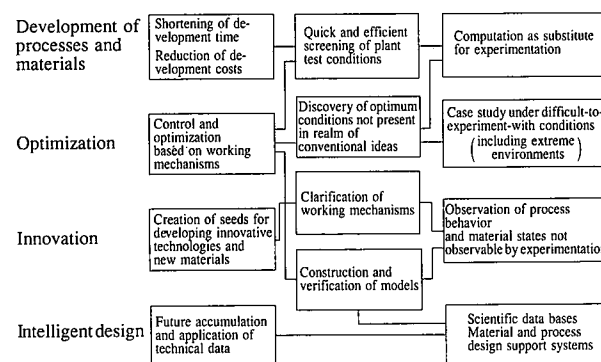 Development of
processes and
materials
Shortening of de-
velopment time
Reduction of de-
velopment costs
Quick and efficient
screening of plant
test conditions
Computation as substitute
for experimentation
Optimization
Control and
optimization
based on working
mechanisms
Discovery of optimum
conditions not present
in realm of
conventional ideas
Case study under difficult-to-
experiment-with conditions
(including extreme
environments)
Innovation
Creation of seeds for
developing innovative
technologies and
new materials
Clarification of
working mechanisms
Construction and
verification of models
Observation of process
behavior
and material states not
observable by experimentation
Intelligent design
Future accumulation
and application of
technical data
Scientific data bases
Material and process
design support systems